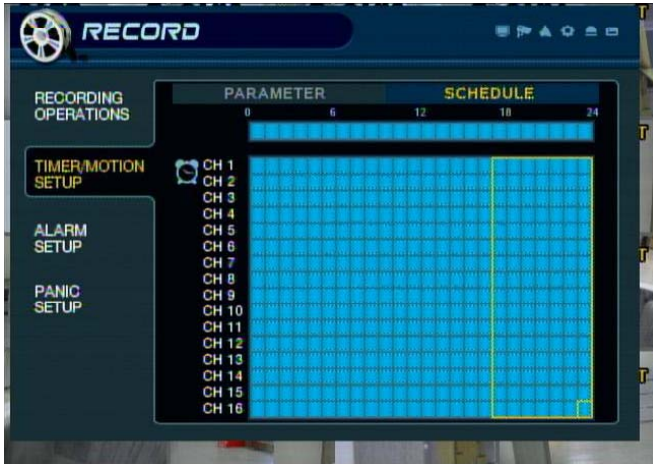 RECORD
PARAMETER SCHEDULE
RECORDING
OPERATIONS
0 6 12 18 24
TIMER/MOTION
SETUP
ALARM
SETUP
PANIC
SETUP
CH 1
CH 2
CH 3
CH 4
CH 5
CH 6
CH 7
CH 8
CH 9
CH 10
CH 11
CH 12
CH 13
CH 14
CH 15
CH 16
T
T
T
T